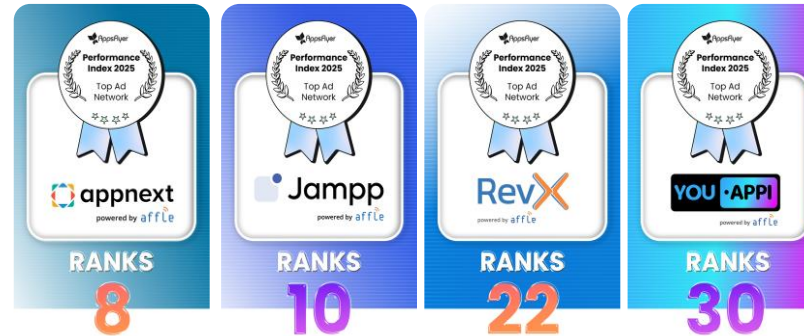 AppsFlyer
Performance
Index 2025
Top Ad
Network
appnext
powered by affle
RANKS
8
AppsFlyer
Performance
Index 2025
Top Ad
Network
Jampp
powered by affle
RANKS
10
AppsFlyer
Performance
Index 2025
Top Ad
Network
RevX
powered by affle
RANKS
22
AppsFlyer
Performance
Index 2025
Top Ad
Network
YOU•APPI
powered by affle
RANKS
30